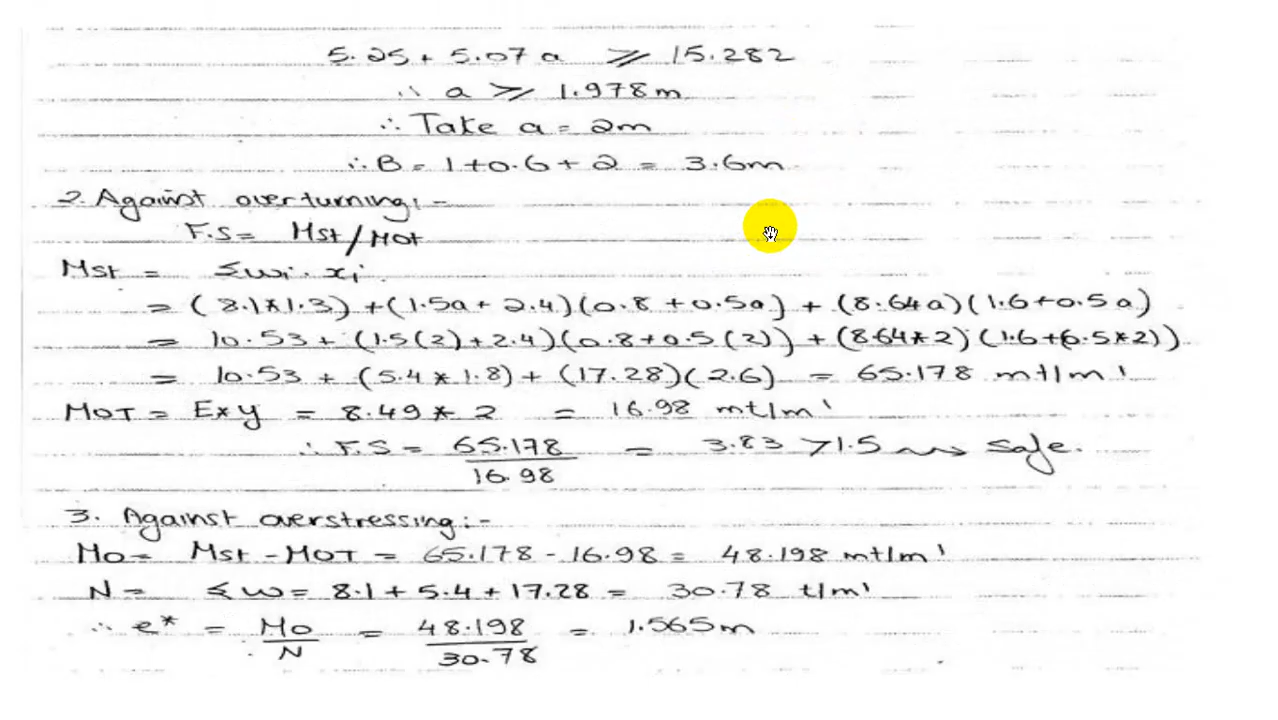 5.25 + 5.07 a ⩾ 15.282
∴ a ⩾ 1.978 m
∴ Take a = 2m
∴ B = 1+0.6+2 = 3.6m
2. Against overturning:-
F.S = Mst/MOT
Mst = Σwi. xi
= (8.1*1.3) + (1.5a + 2.4)(0.8 + 0.5a) + (8.64a)(1.6+0.5a)
= 10.53 + (1.5(2)+2.4)(0.8+0.5(2)) + (8.64*2)(1.6+(0.5*2))
= 10.53 + (5.4 * 1.8) + (17.28)(2.6) = 65.178 mt/m'
MOT = E*y = 8.49 * 2 = 16.98 mt/m'
∴ F.S = 65.178 / 16.98 = 3.83 >1.5 ⇝ safe.
3. Against overstressing:-
Mo = Mst - MOT = 65.178 - 16.98 = 48.198 mt/m'
N = Σw = 8.1 + 5.4 + 17.28 = 30.78 t/m'
∴ e* = Mo / N = 48.198 / 30.78 = 1.565m